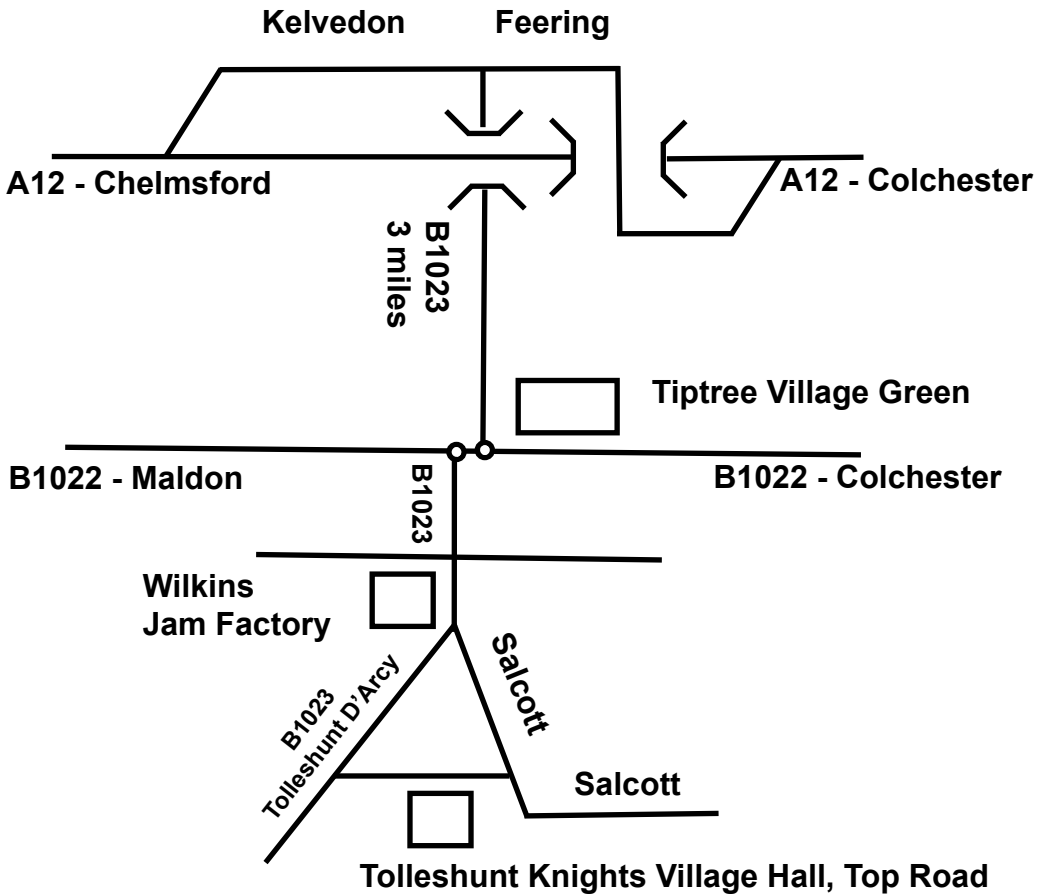 Kelvedon
Feering
A12 - Chelmsford
A12 - Colchester
B1023
3 miles
Tiptree Village Green
B1022 - Maldon
B1022 - Colchester
B1023
Wilkins
Jam Factory
B1023
Tolleshunt D'Arcy
Salcott
Salcott
Tolleshunt Knights Village Hall, Top Road